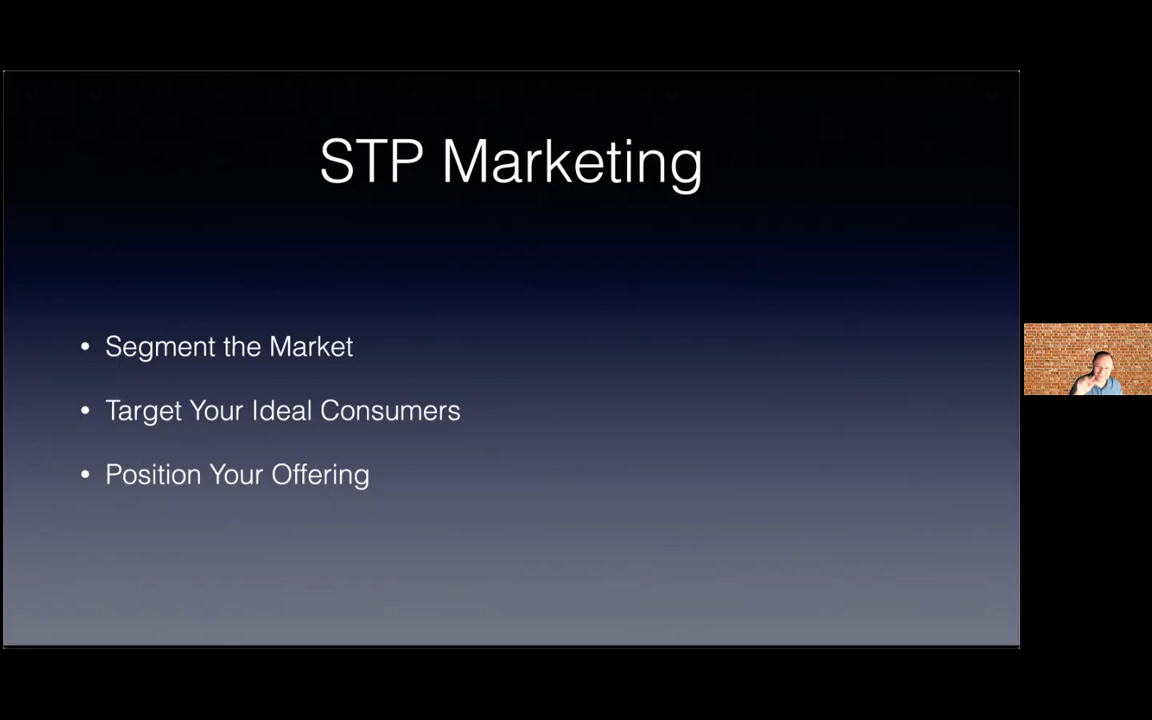 STP Marketing
• Segment the Market
• Target Your Ideal Consumers
• Position Your Offering